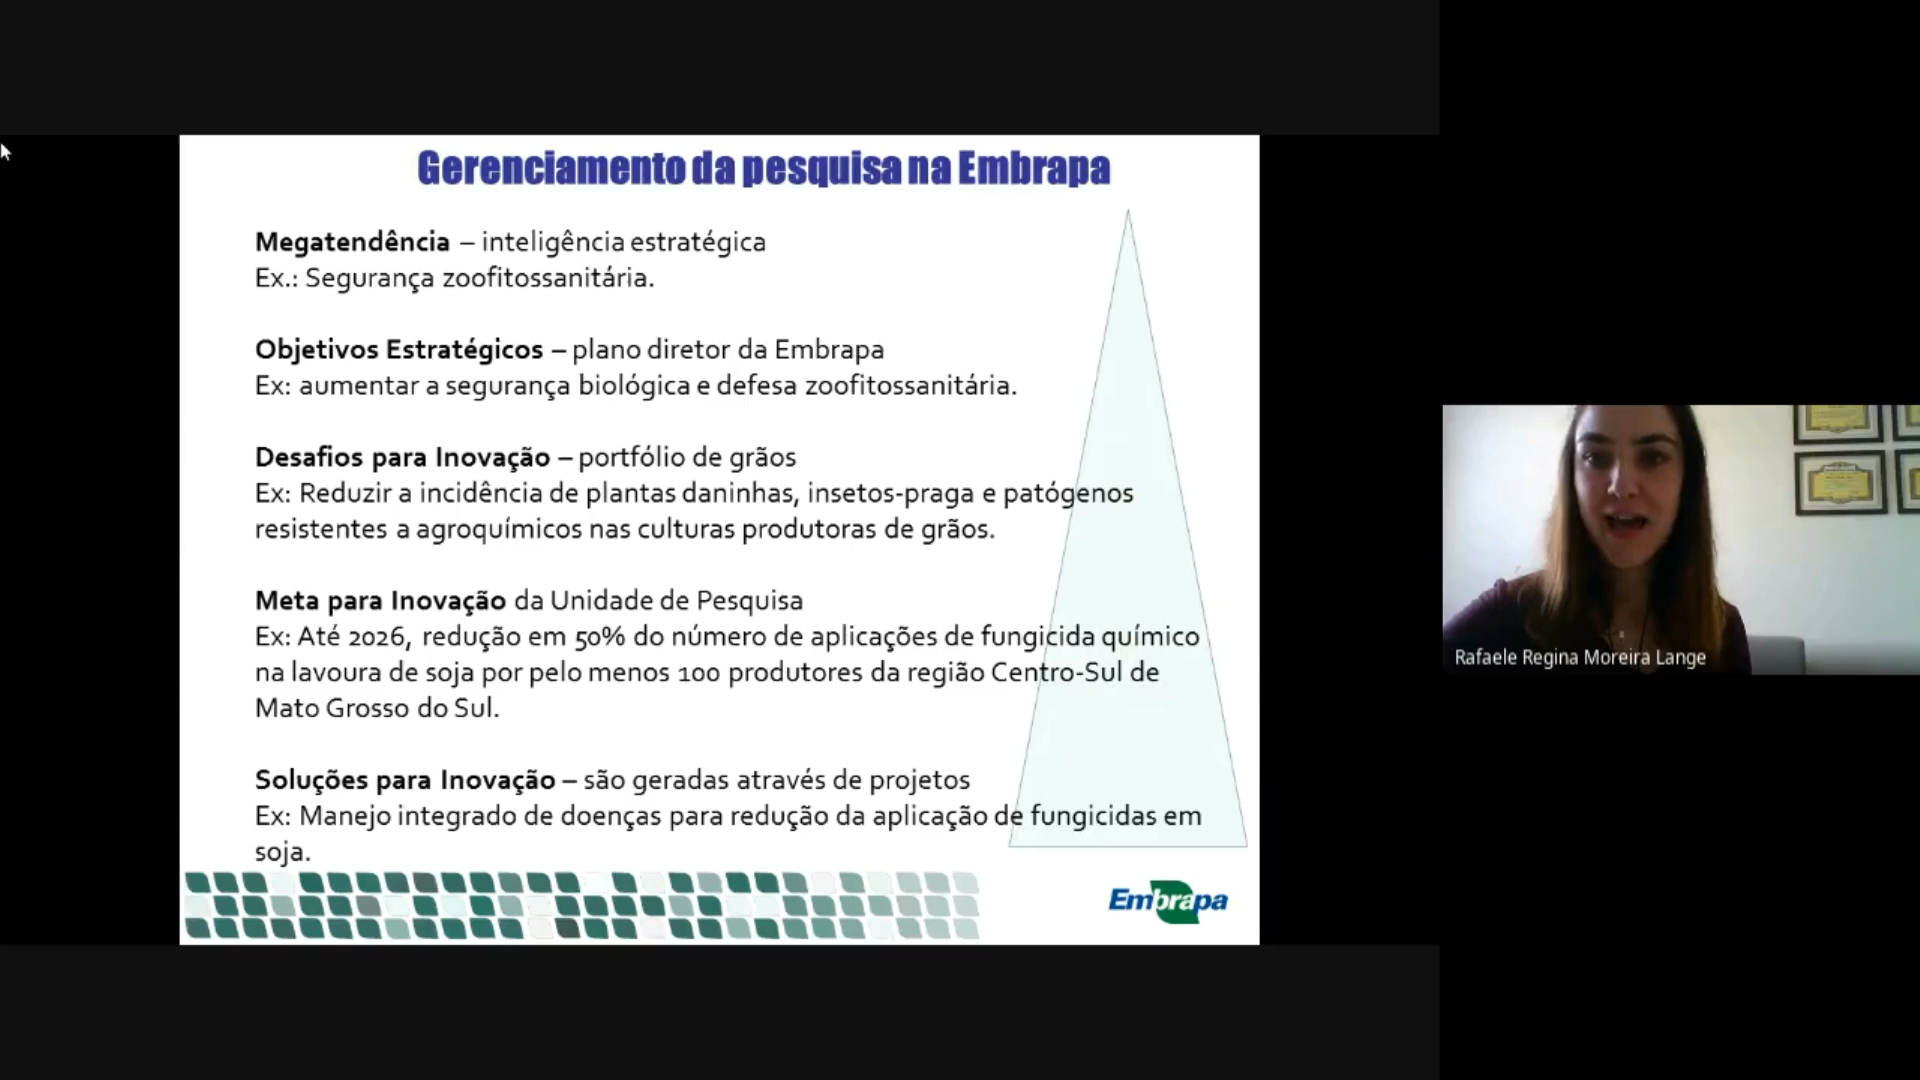 Gerenciamento da pesquisa na Embrapa
Megatendência – inteligência estratégica
Ex.: Segurança zoofitossanitária.
Objetivos Estratégicos – plano diretor da Embrapa
Ex: aumentar a segurança biológica e defesa zoofitossanitária.
Desafios para Inovação – portfólio de grãos
Ex: Reduzir a incidência de plantas daninhas, insetos-praga e patógenos
resistentes a agroquímicos nas culturas produtoras de grãos.
Meta para Inovação da Unidade de Pesquisa
Ex: Até 2026, redução em 50% do número de aplicações de fungicida químico
na lavoura de soja por pelo menos 100 produtores da região Centro-Sul de
Mato Grosso do Sul.
Soluções para Inovação – são geradas através de projetos
Ex: Manejo integrado de doenças para redução da aplicação de fungicidas em
soja.
Embrapa
Rafaele Regina Moreira Lange